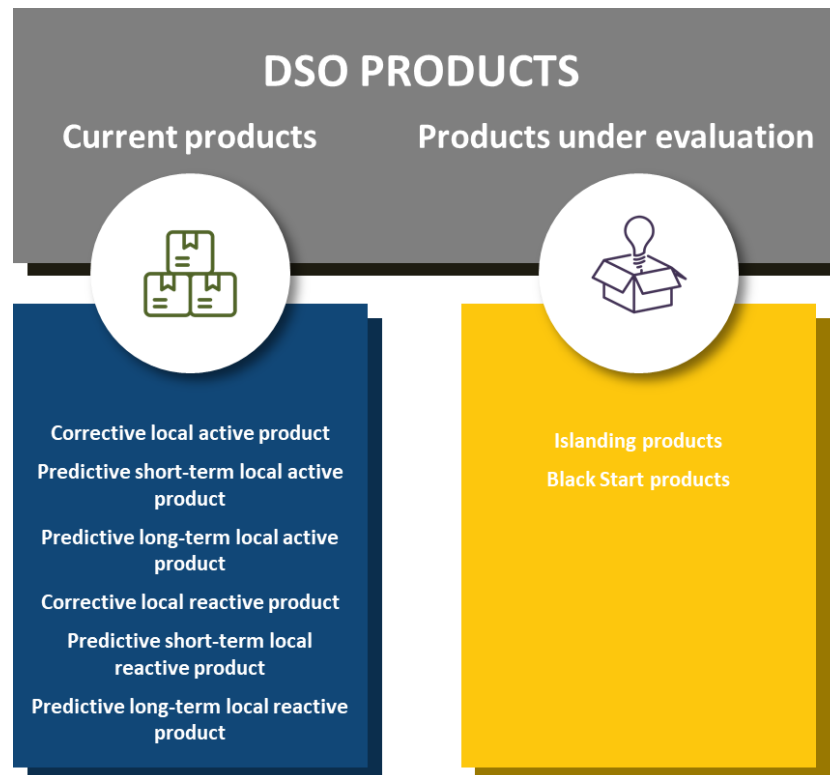 DSO PRODUCTS
Current products
Products under evaluation
Corrective local active product
Predictive short-term local active
product
Predictive long-term local active
product
Corrective local reactive product
Predictive short-term local
reactive product
Predictive long-term local reactive
product
Islanding products
Black Start products